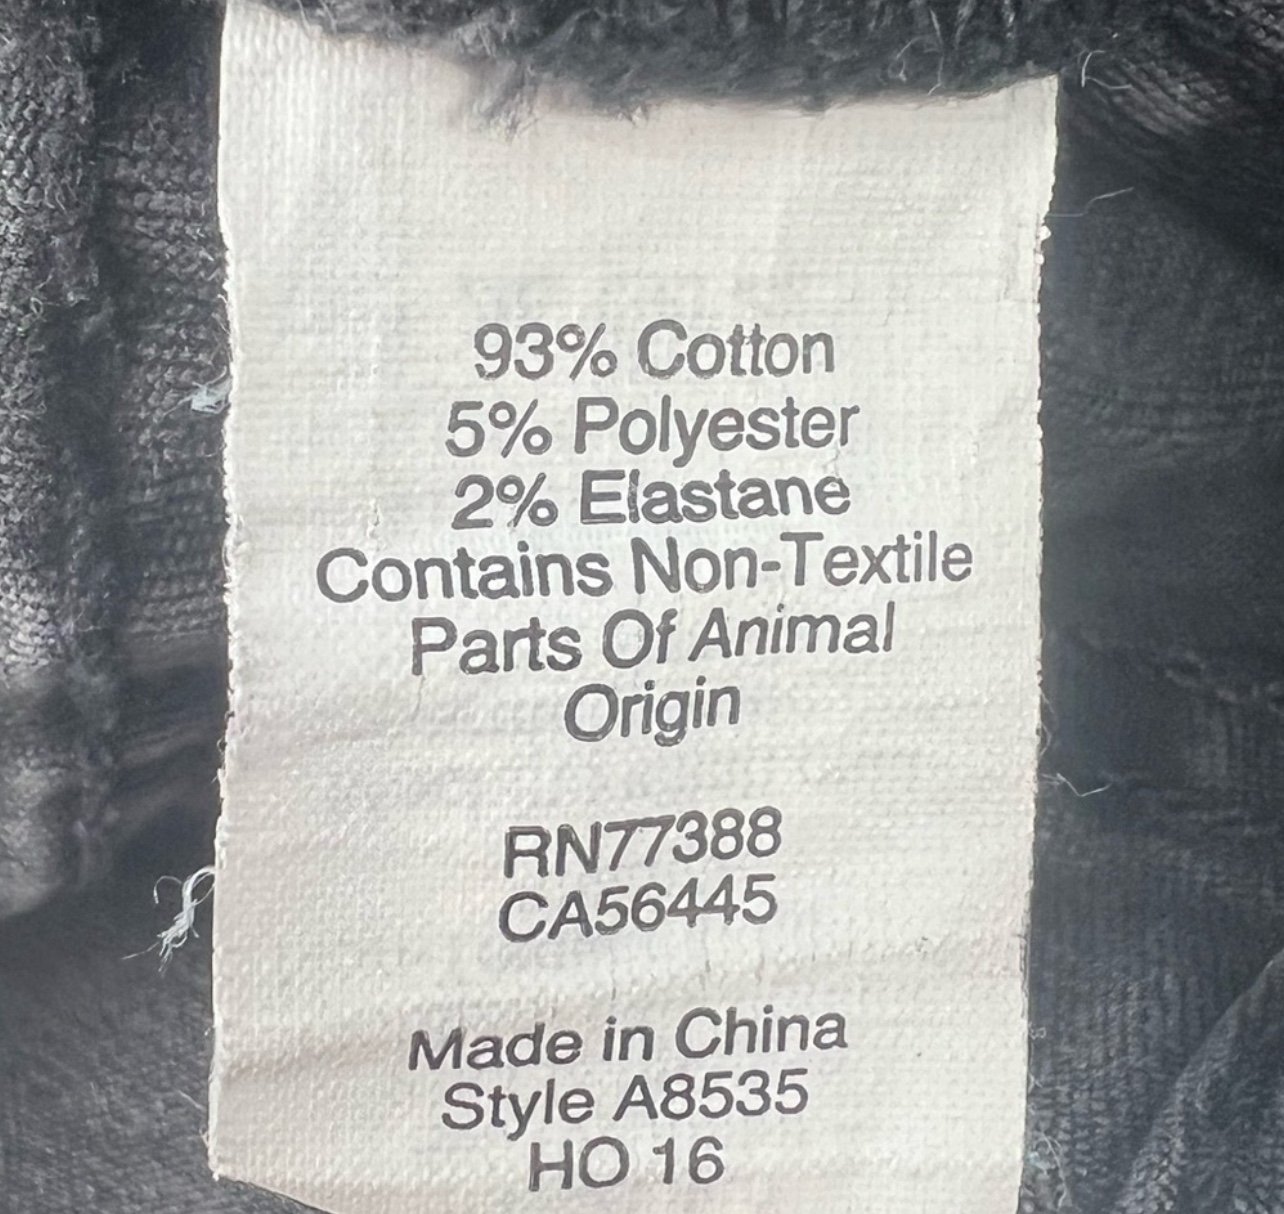 93% Cotton
5% Polyester
2% Elastane
Contains Non-Textile
Parts Of Animal
Origin
RN77388
CA56445
Made in China
Style A8535
HO 16